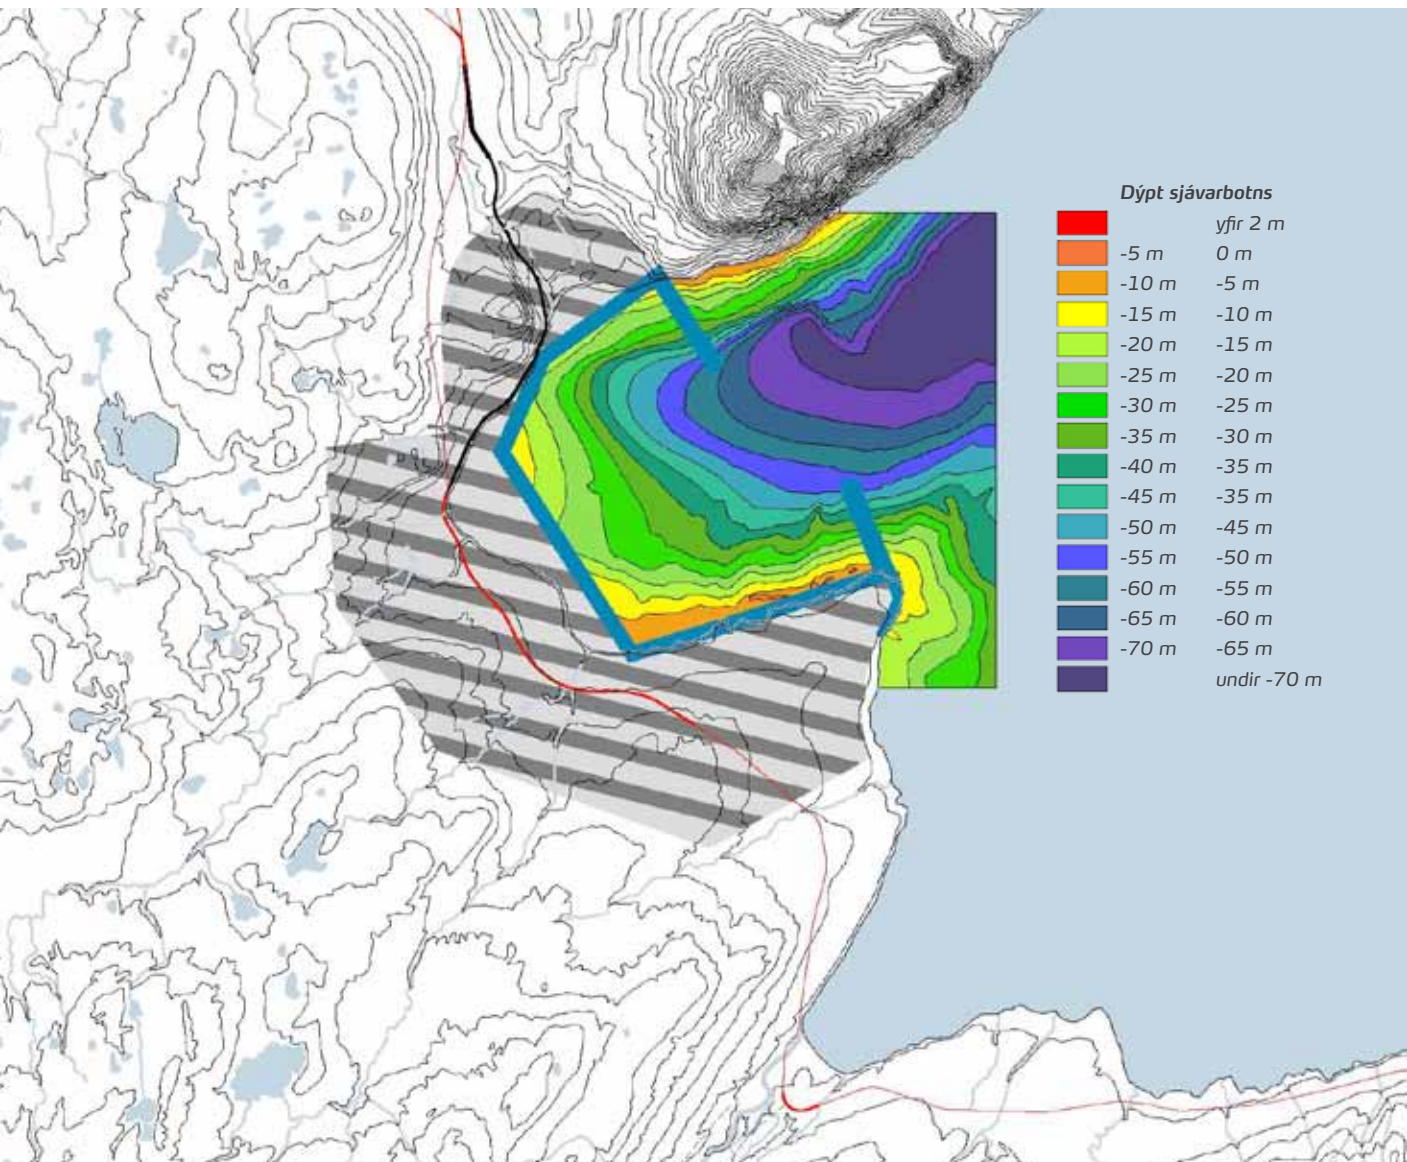 Dýpt sjávarbotns
yfir 2 m
-5 m 0 m
-10 m -5 m
-15 m -10 m
-20 m -15 m
-25 m -20 m
-30 m -25 m
-35 m -30 m
-40 m -35 m
-45 m -35 m
-50 m -45 m
-55 m -50 m
-60 m -55 m
-65 m -60 m
-70 m -65 m
undir -70 m